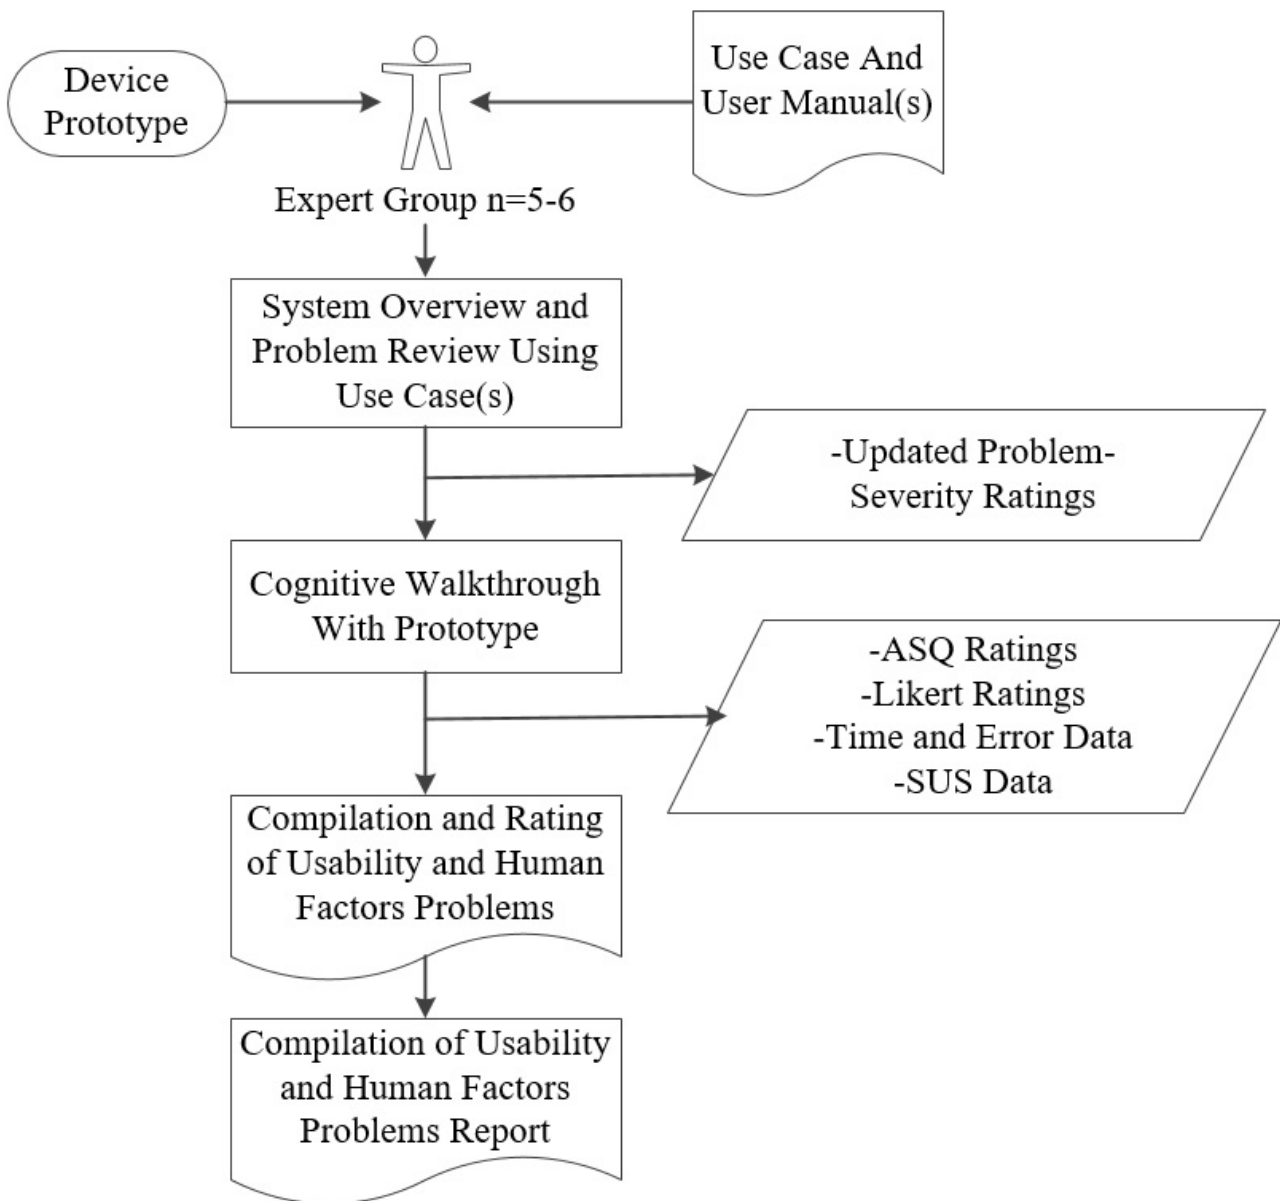 Device
Prototype
Use Case And
User Manual(s)
Expert Group n=5-6
System Overview and
Problem Review Using
Use Case(s)
-Updated Problem-
Severity Ratings
Cognitive Walkthrough
With Prototype
-ASQ Ratings
-Likert Ratings
-Time and Error Data
-SUS Data
Compilation and Rating
of Usability and Human
Factors Problems
Compilation of Usability
and Human Factors
Problems Report